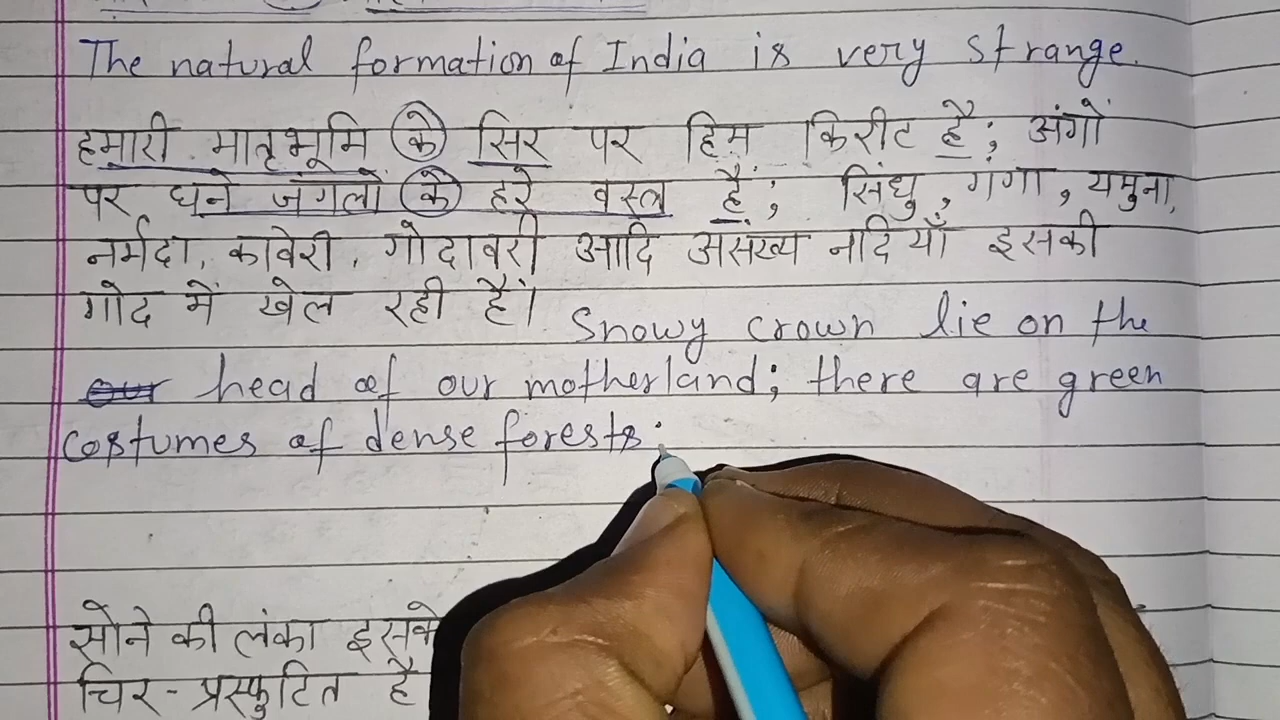 The natural formation of India is very strange.
हमारी मातृभूमि के सिर पर हिम किरीट है; अंगों
पर घने जंगलों के हरे वस्त्र हैं; सिंधु, गंगा, यमुना,
नर्मदा, कावेरी, गोदावरी आदि असंख्य नदियाँ इसकी
गोद में खेल रही हैं। Snowy crown lie on the
head of our motherland; there are green
costumes of dense forests;
सोने की लंका इसके
चिर-प्रस्फुटित है